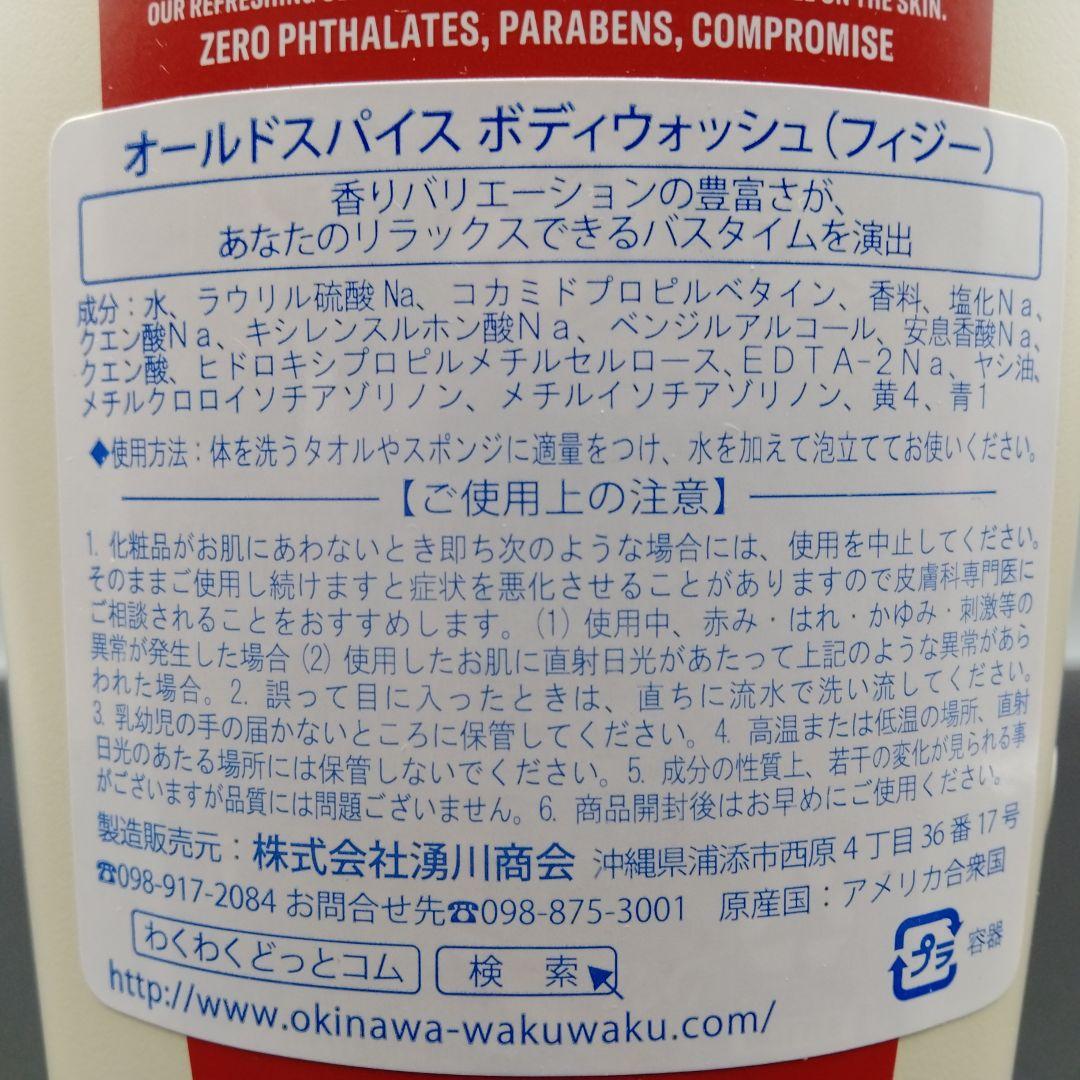 OUR REFRESHING
ON THE SKIN.
ZERO PHTHALATES, PARABENS, COMPROMISE
オールドスパイス ボディウォッシュ(フィジー)
香りバリエーションの豊富さが、
あなたのリラックスできるバスタイムを演出
成分:水、ラウリル硫酸Na、コカミドプロピルベタイン、香料、塩化Na、
クエン酸Na、キシレンスルホン酸Na、ベンジルアルコール、安息香酸Na、
クエン酸、ヒドロキシプロピルメチルセルロース、EDTA-2Na、ヤシ油、
メチルクロロイソチアゾリノン、メチルイソチアゾリノン、黄4、青1
◆使用方法:体を洗うタオルやスポンジに適量をつけ、水を加えて泡立ててお使いください。
【ご使用上の注意】
1. 化粧品がお肌にあわないとき即ち次のような場合には、使用を中止してください。
そのままご使用し続けますと症状を悪化させることがありますので皮膚科専門医に
ご相談されることをおすすめします。(1) 使用中、赤み・はれ・かゆみ・刺激等の
異常が発生した場合 (2) 使用したお肌に直射日光があたって上記のような異常があら
われた場合。2. 誤って目に入ったときは、直ちに流水で洗い流してください。
3. 乳幼児の手の届かないところに保管してください。4. 高温または低温の場所、直射
日光のあたる場所には保管しないでください。5. 成分の性質上、若干の変化が見られる事
がございますが品質には問題ございません。6. 商品開封後はお早めにご使用ください。
製造販売元:株式会社湧川商会 沖縄県浦添市西原4丁目36番17号
☎098-917-2084 お問合せ先☎098-875-3001 原産国:アメリカ合衆国
わくわくどっとコム 検 索
プラ 容器
http://www.okinawa-wakuwaku.com/